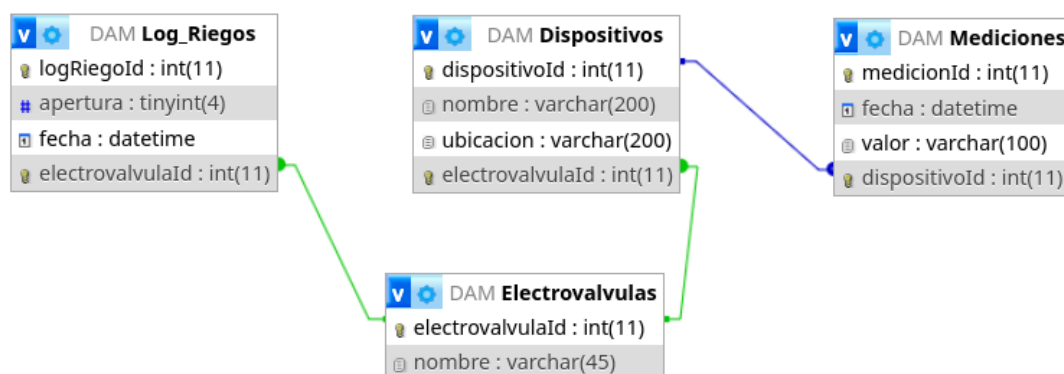 v DAM Log_Riegos
logRiegoId : int(11)
# apertura : tinyint(4)
fecha : datetime
electrovalvulaId : int(11)
v DAM Dispositivos
dispositivoId : int(11)
nombre : varchar(200)
ubicacion : varchar(200)
electrovalvulaId : int(11)
v DAM Mediciones
medicionId : int(11)
fecha : datetime
valor : varchar(100)
dispositivoId : int(11)
v DAM Electrovalvulas
electrovalvulaId : int(11)
nombre : varchar(45)